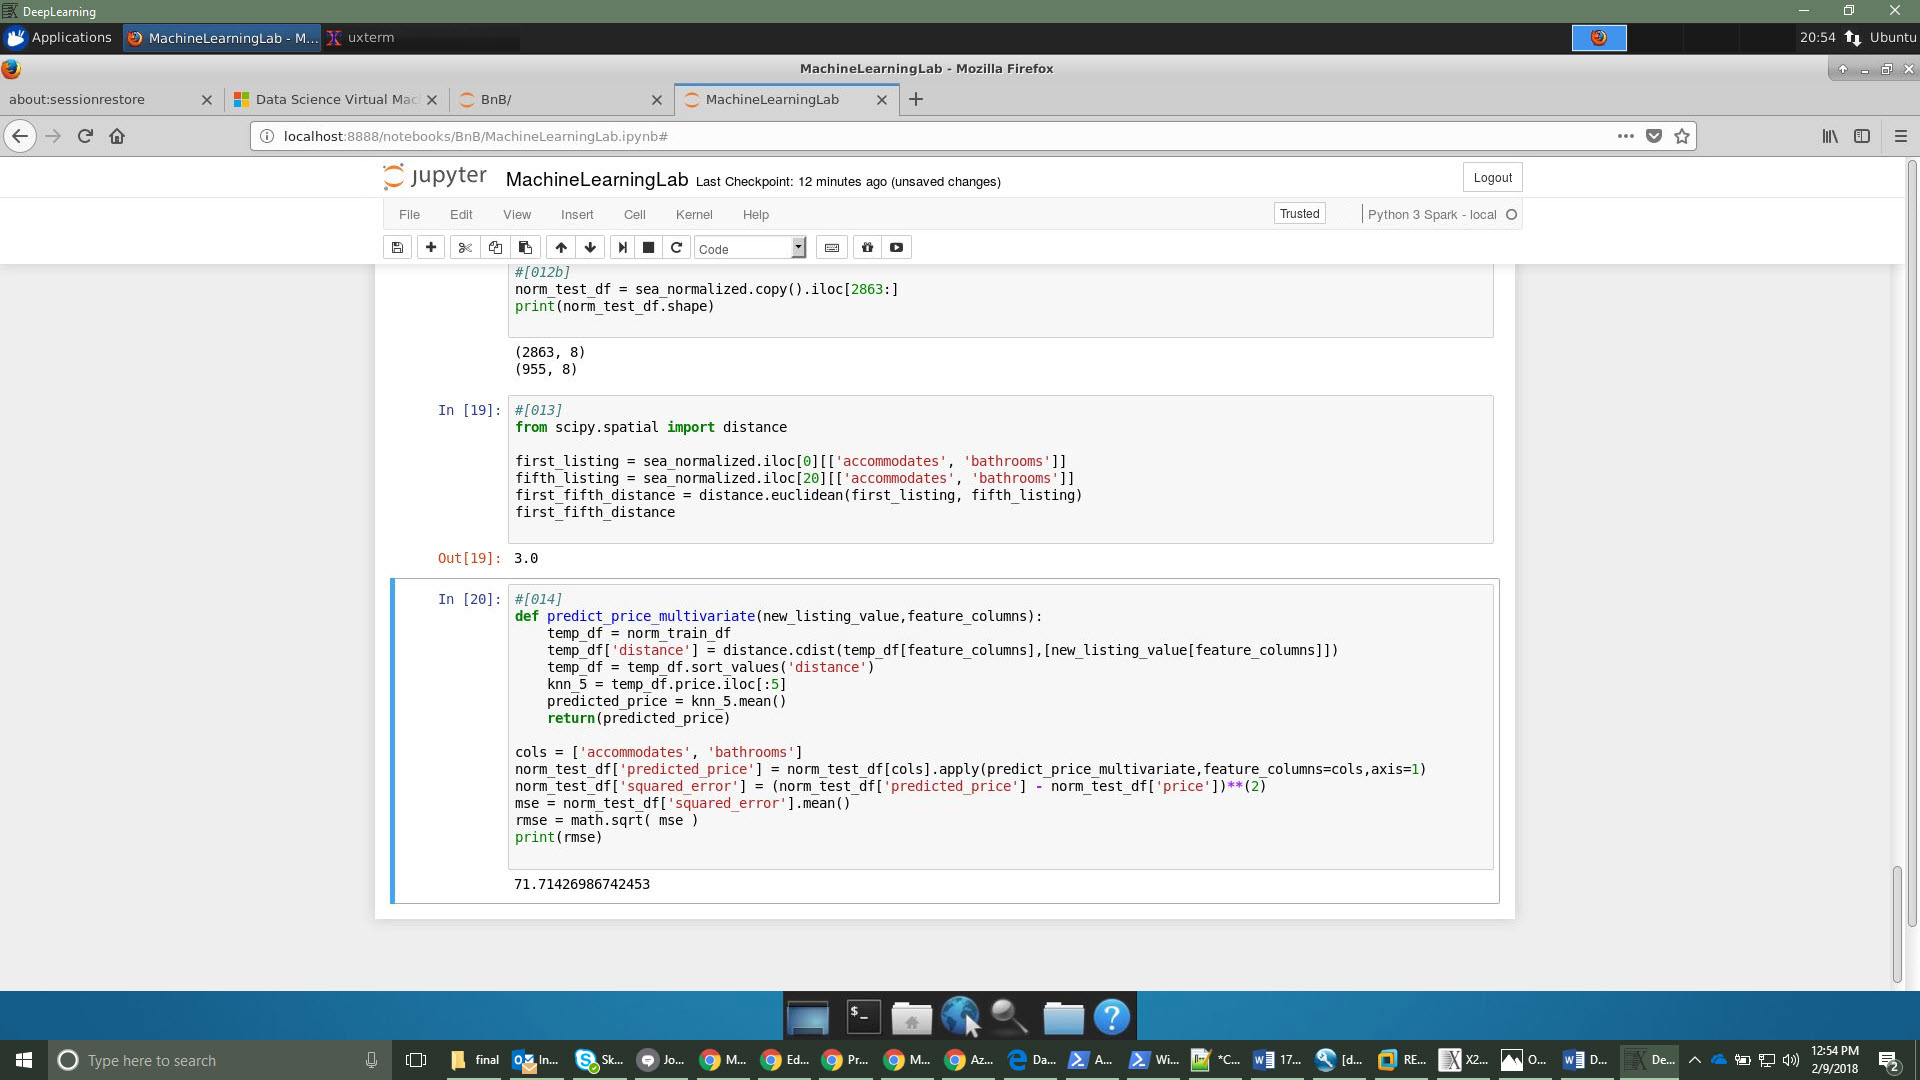 DeepLearning
Applications
MachineLearningLab - M...
uxterm
20:54
Ubuntu
MachineLearningLab - Mozilla Firefox
about:sessionrestore
Data Science Virtual Mac
BnB/
MachineLearningLab
localhost:8888/notebooks/BnB/MachineLearningLab.ipynb#
jupyter
MachineLearningLab Last Checkpoint: 12 minutes ago (unsaved changes)
Logout
File Edit View Insert Cell Kernel Help
Trusted
Python 3 Spark - local
Code
#[012b]
norm_test_df = sea_normalized.copy().iloc[2863:]
print(norm_test_df.shape)
(2863, 8)
(955, 8)
In [19]:
#[013]
from scipy.spatial import distance
first_listing = sea_normalized.iloc[0][['accommodates', 'bathrooms']]
fifth_listing = sea_normalized.iloc[20][['accommodates', 'bathrooms']]
first_fifth_distance = distance.euclidean(first_listing, fifth_listing)
first_fifth_distance
Out[19]: 3.0
In [20]:
#[014]
def predict_price_multivariate(new_listing_value,feature_columns):
    temp_df = norm_train_df
    temp_df['distance'] = distance.cdist(temp_df[feature_columns],[new_listing_value[feature_columns]])
    temp_df = temp_df.sort_values('distance')
    knn_5 = temp_df.price.iloc[:5]
    predicted_price = knn_5.mean()
    return(predicted_price)
cols = ['accommodates', 'bathrooms']
norm_test_df['predicted_price'] = norm_test_df[cols].apply(predict_price_multivariate,feature_columns=cols,axis=1)
norm_test_df['squared_error'] = (norm_test_df['predicted_price'] - norm_test_df['price'])**(2)
mse = norm_test_df['squared_error'].mean()
rmse = math.sqrt( mse )
print(rmse)
71.71426986742453
Type here to search
final
In...
Sk...
Jo...
M...
Ed...
Pr...
M...
Az...
Da...
A...
Wi...
*C...
17...
[d...
RE...
X2...
O...
D...
De...
12:54 PM
2/9/2018
2